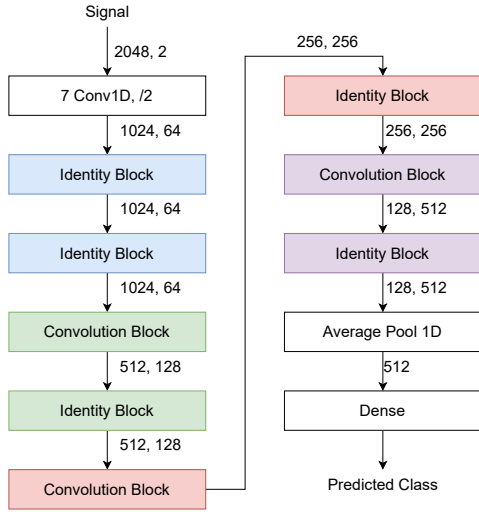 Signal
2048, 2
7 Conv1D, /2
1024, 64
Identity Block
1024, 64
Identity Block
1024, 64
Convolution Block
512, 128
Identity Block
512, 128
Convolution Block
256, 256
Identity Block
256, 256
Convolution Block
128, 512
Identity Block
128, 512
Average Pool 1D
512
Dense
Predicted Class